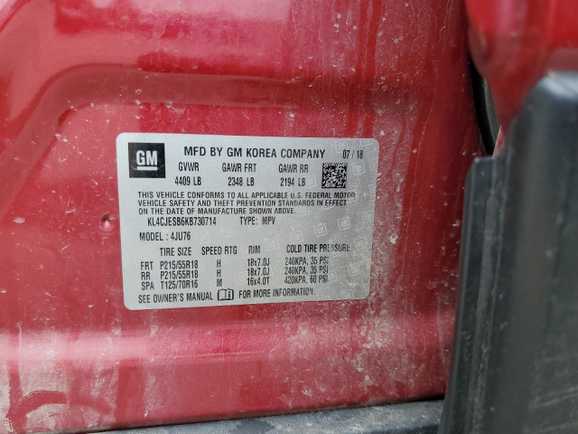 GM MFD BY GM KOREA COMPANY 07/18
GVWR GAWR FRT GAWR RR
4409 LB 2348 LB 2194 LB
THIS VEHICLE CONFORMS TO ALL APPLICABLE U.S. FEDERAL MOTOR
VEHICLE SAFETY AND THEFT PREVENTION STANDARDS IN EFFECT
ON THE DATE OF MANUFACTURE SHOWN ABOVE.
KL4CJESB6KB730714 TYPE: MPV
MODEL: 4JU76
TIRE SIZE SPEED RTG RIM COLD TIRE PRESSURE
FRT P215/55R18 H 18x7.0J 240KPA, 35 PSI
RR P215/55R18 H 18x7.0J 240KPA, 35 PSI
SPA T125/70R16 M 16x4.0T 420KPA, 60 PSI
SEE OWNER'S MANUAL FOR MORE INFORMATION.